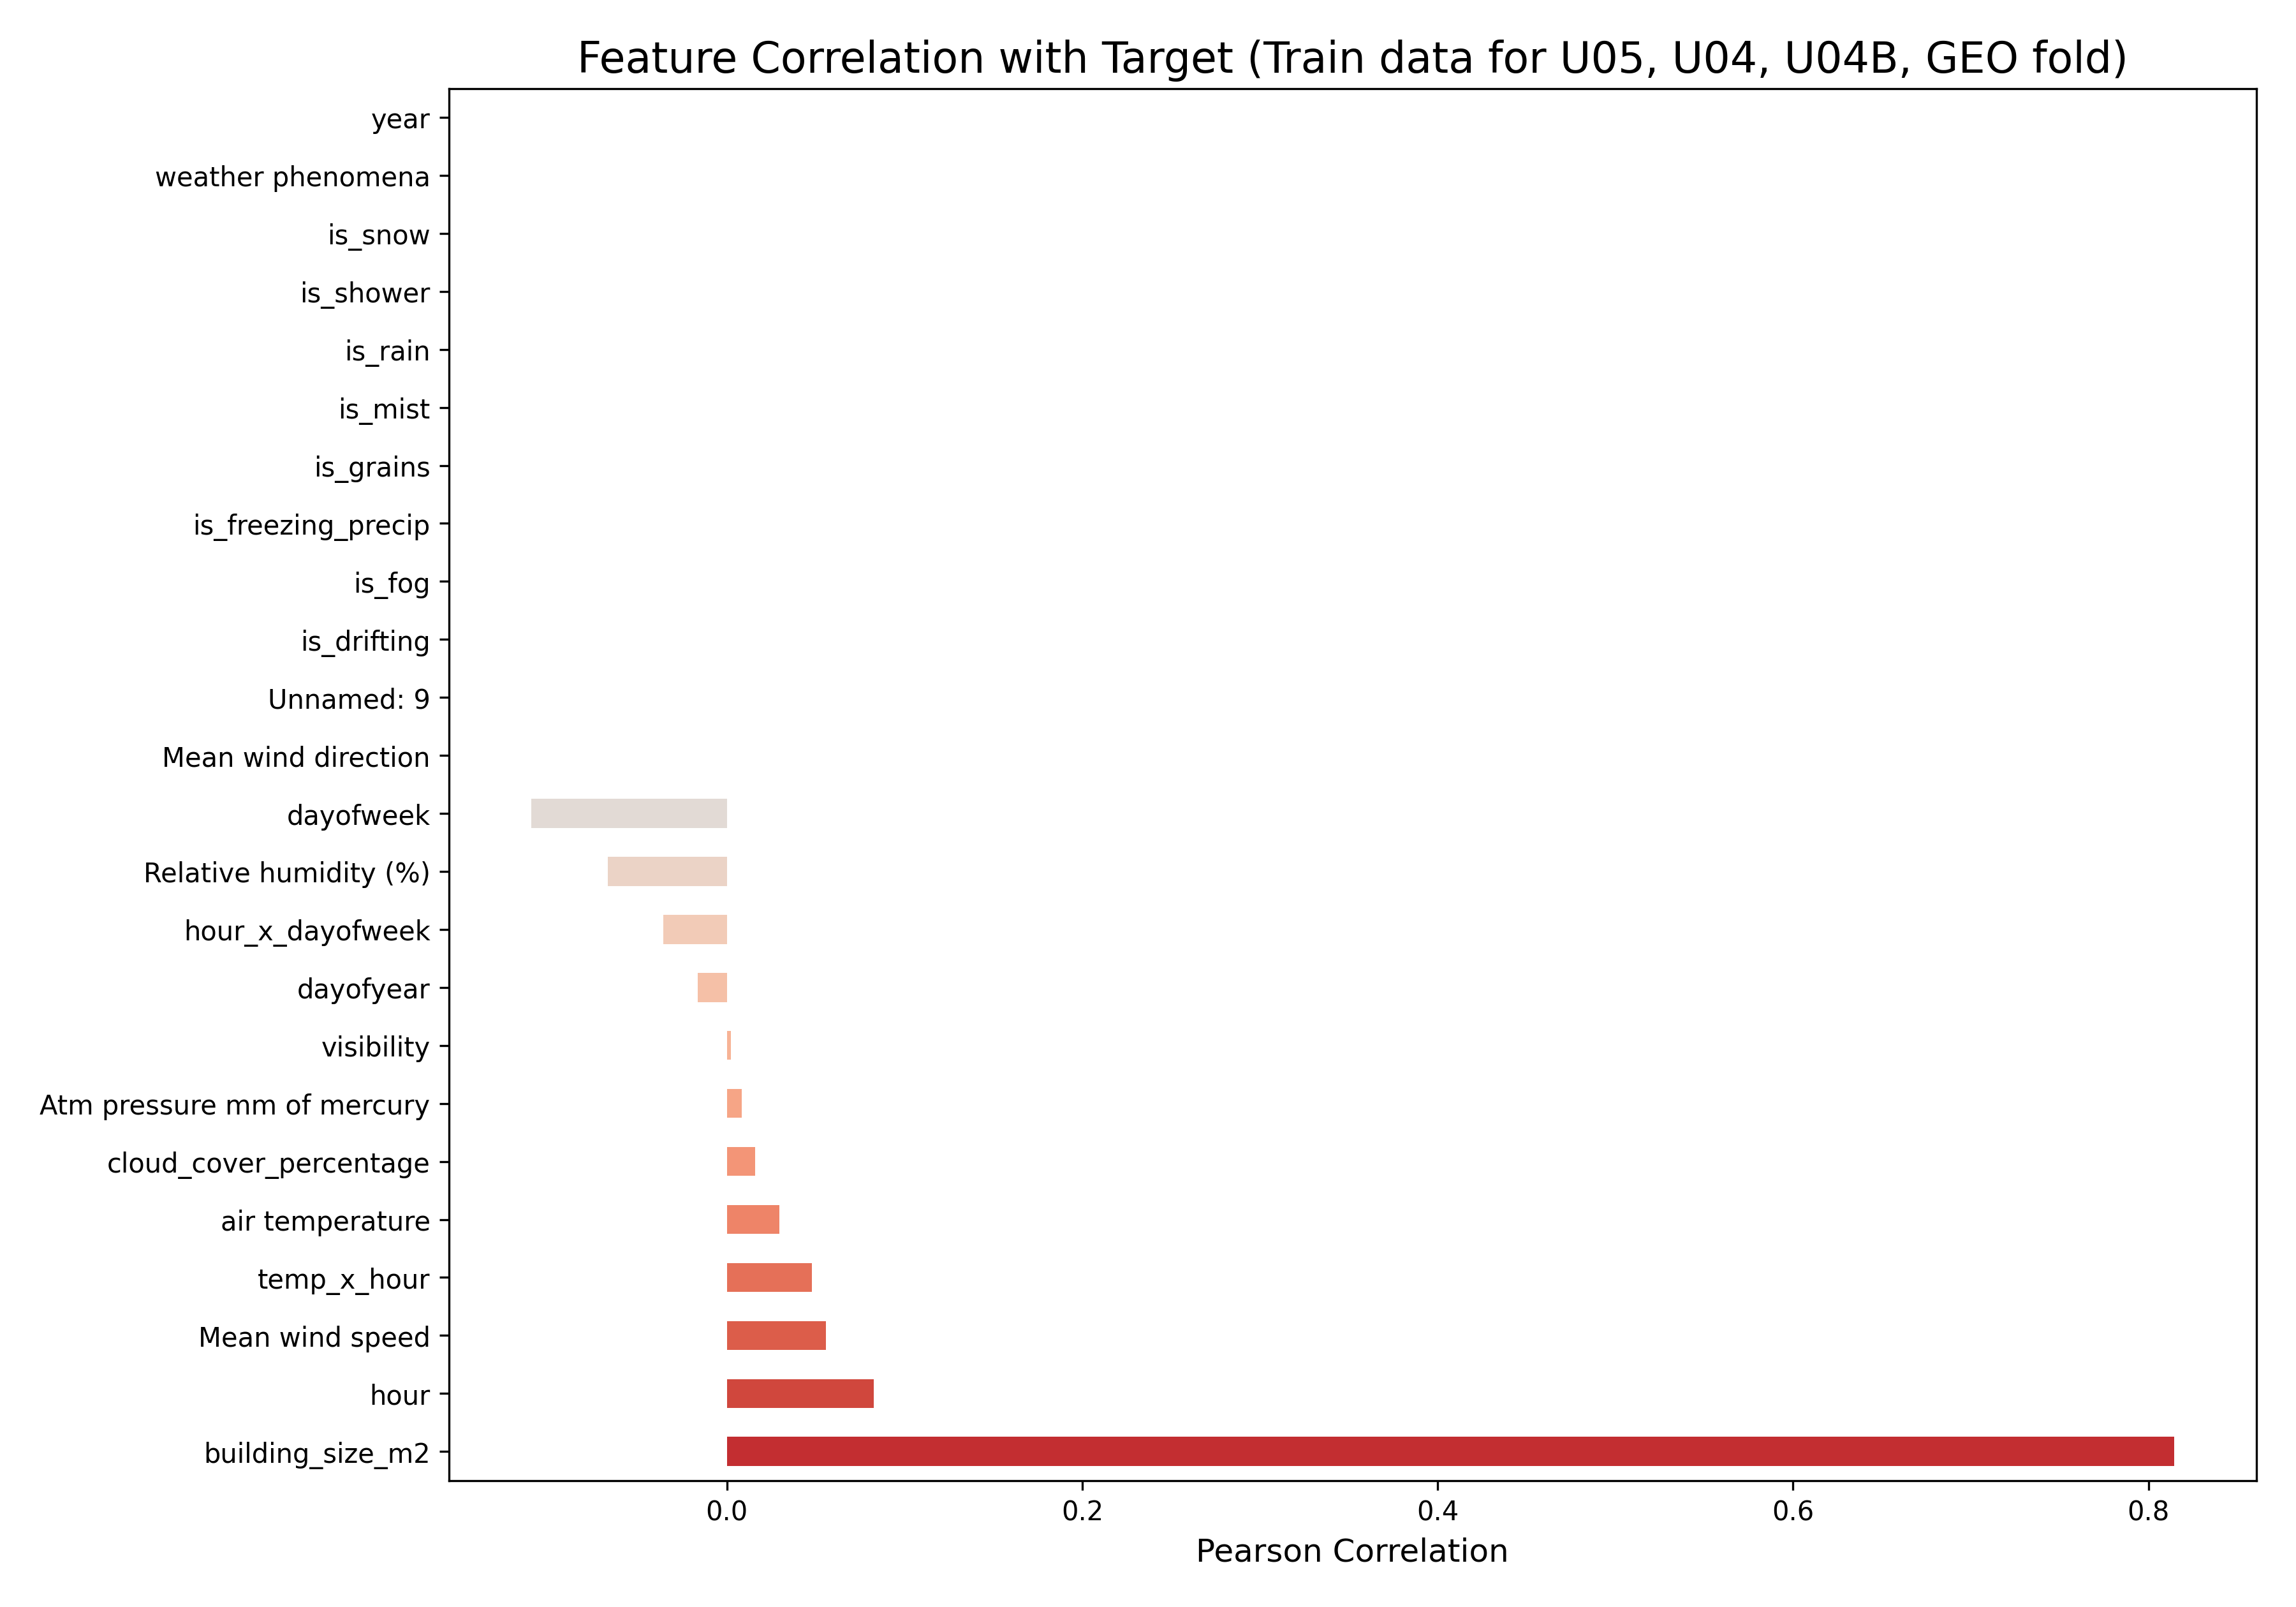 Feature Correlation with Target (Train data for U05, U04, U04B, GEO fold)
year
weather phenomena
is_snow
is_shower
is_rain
is_mist
is_grains
is_freezing_precip
is_fog
is_drifting
Unnamed: 9
Mean wind direction
dayofweek
Relative humidity (%)
hour_x_dayofweek
dayofyear
visibility
Atm pressure mm of mercury
cloud_cover_percentage
air temperature
temp_x_hour
Mean wind speed
hour
building_size_m2
0.0 0.2 0.4 0.6 0.8
Pearson Correlation